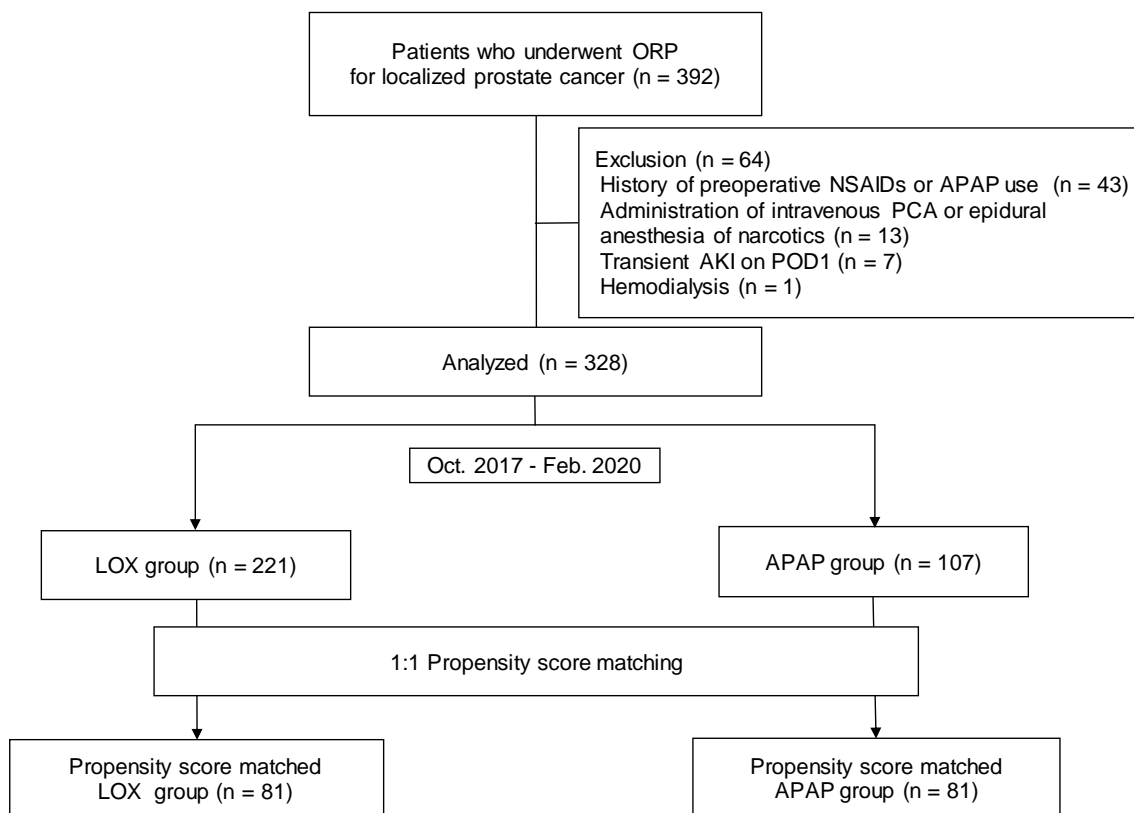 Patients who underwent ORP
for localized prostate cancer (n = 392)
Exclusion (n = 64)
History of preoperative NSAIDs or APAP use (n = 43)
Administration of intravenous PCA or epidural
anesthesia of narcotics (n = 13)
Transient AKI on POD1 (n = 7)
Hemodialysis (n = 1)
Analyzed (n = 328)
Oct. 2017 - Feb. 2020
LOX group (n = 221)
APAP group (n = 107)
1:1 Propensity score matching
Propensity score matched
LOX group (n = 81)
Propensity score matched
APAP group (n = 81)